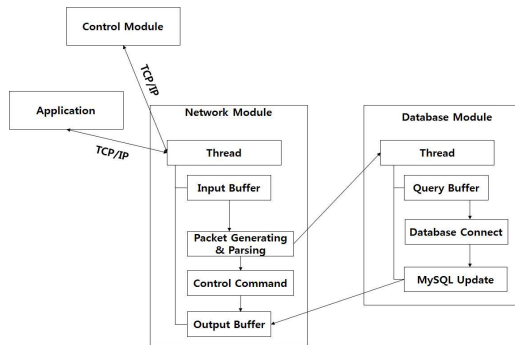 Control Module
TCP/IP
Application
TCP/IP
Network Module
Thread
Input Buffer
Packet Generating
& Parsing
Control Command
Output Buffer
Database Module
Thread
Query Buffer
Database Connect
MySQL Update